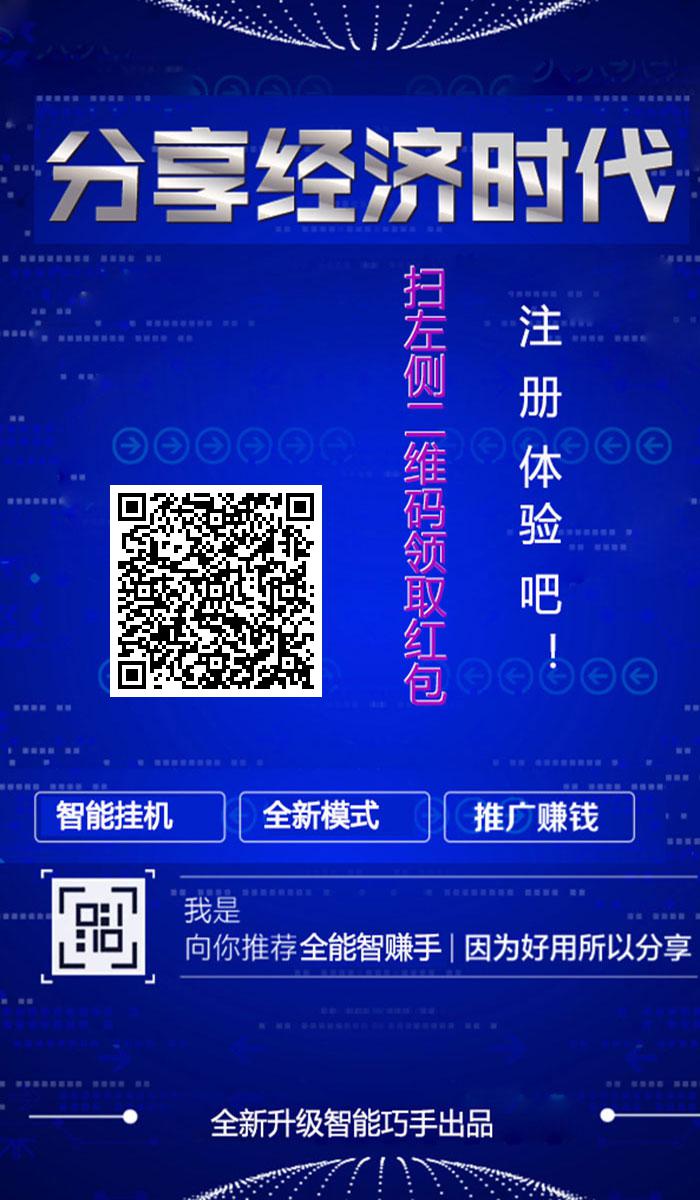 分享经济时代
扫左侧二维码领取红包
注册体验吧！
智能挂机
全新模式
推广赚钱
我是
向你推荐全能智赚手|因为好用所以分享
全新升级智能巧手出品